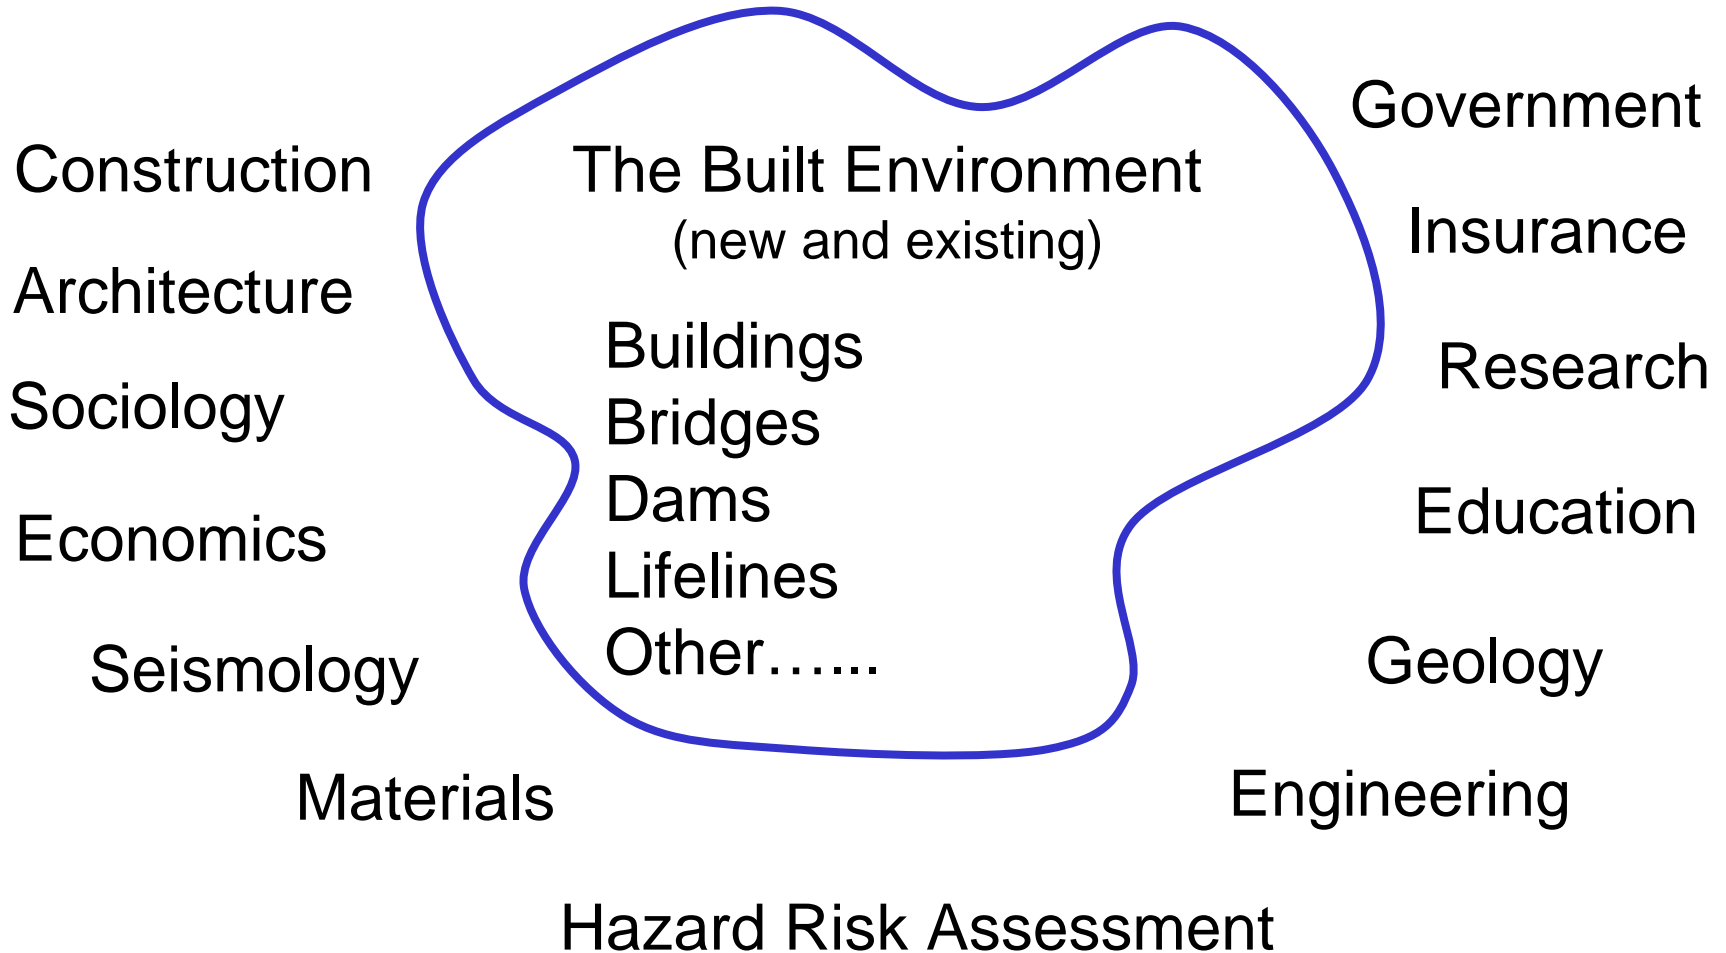 Government
Construction
The Built Environment
(new and existing)
Insurance
Architecture
Buildings
Research
Sociology
Bridges
Dams
Education
Economics
Lifelines
Other…...
Seismology
Geology
Materials
Engineering
Hazard Risk Assessment